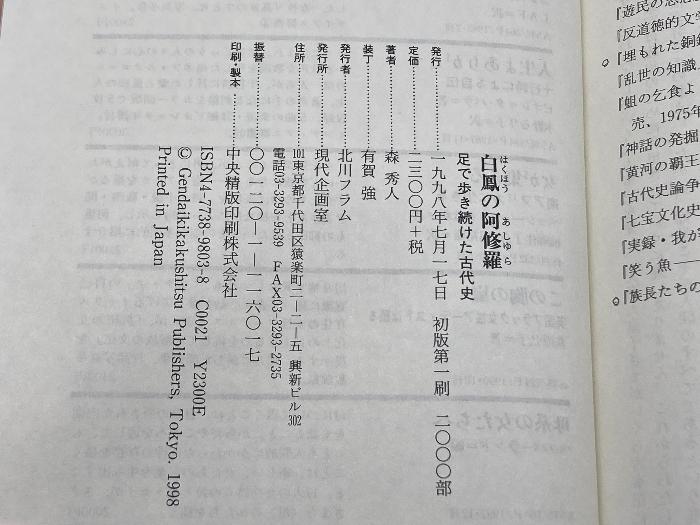 白鳳の阿修羅
はくほう あしゆら
足で歩き続けた古代史
発行……………一九九八年七月一七日 初版第一刷 二〇〇〇部
定価……………二三〇〇円+税
著者……………森 秀人
装丁……………有賀 強
発行者…………北川フラム
発行所…………現代企画室
住所……………101東京都千代田区猿楽町二—二—五 興新ビル302
電話03-3293-9539 FAX03-3293-2735
振替……………〇〇一二〇—一—一一六〇一七
印刷・製本……中央精版印刷株式会社
ISBN4-7738-9803-8 C0021 Y2300E
© Gendaikikakushitsu Publishers, Tokyo. 1998
Printed in Japan
『反道徳的文学
『埋もれた銅鐸
『乱世の知識
『蛆の乞食よ
売、1975年
『神話の発掘
『黄河の覇王
『古代史論争
『七宝文化史
『実録・我が
『笑う魚——
『族長たちの